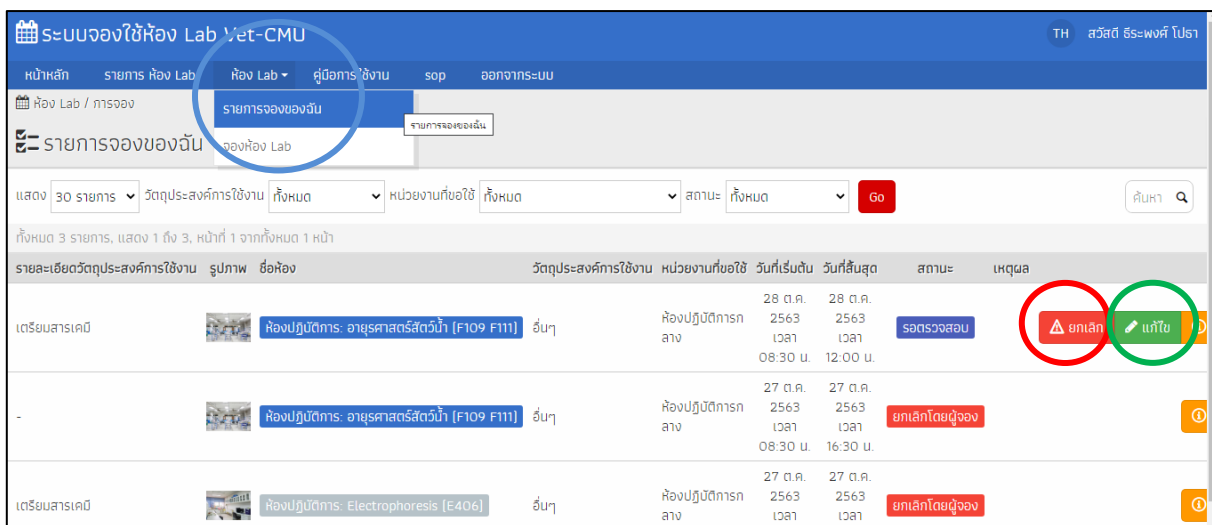 ระบบจองใช้ห้อง Lab Vet-CMU
TH สวัสดี ธีระพงศ์ โปธา
หน้าหลัก รายการ ห้อง Lab ห้อง Lab คู่มือการใช้งาน sop ออกจากระบบ
ห้อง Lab / การจอง
รายการจองของฉัน
รายการจองของฉัน
รายการจองของฉัน
จองห้อง Lab
แสดง 30 รายการ วัตถุประสงค์การใช้งาน ทั้งหมด หน่วยงานที่ขอใช้ ทั้งหมด สถานะ ทั้งหมด Go ค้นหา
ทั้งหมด 3 รายการ, แสดง 1 ถึง 3, หน้าที่ 1 จากทั้งหมด 1 หน้า
รายละเอียดวัตถุประสงค์การใช้งาน รูปภาพ ชื่อห้อง วัตถุประสงค์การใช้งาน หน่วยงานที่ขอใช้ วันที่เริ่มต้น วันที่สิ้นสุด สถานะ เหตุผล
28 ต.ค. 28 ต.ค.
ห้องปฏิบัติการก 2563 2563
เตรียมสารเคมี ห้องปฏิบัติการ: อายุรศาสตร์สัตว์น้ำ [F109 F111] อื่นๆ รอตรวจสอบ ยกเลิก แก้ไข
ลาง เวลา เวลา
08:30 น. 12:00 น.
27 ต.ค. 27 ต.ค.
ห้องปฏิบัติการก 2563 2563
- ห้องปฏิบัติการ: อายุรศาสตร์สัตว์น้ำ [F109 F111] อื่นๆ ยกเลิกโดยผู้จอง
ลาง เวลา เวลา
08:30 น. 16:30 น.
27 ต.ค. 27 ต.ค.
ห้องปฏิบัติการก 2563 2563
เตรียมสารเคมี ห้องปฏิบัติการ: Electrophoresis [E406] อื่นๆ ยกเลิกโดยผู้จอง
ลาง เวลา เวลา